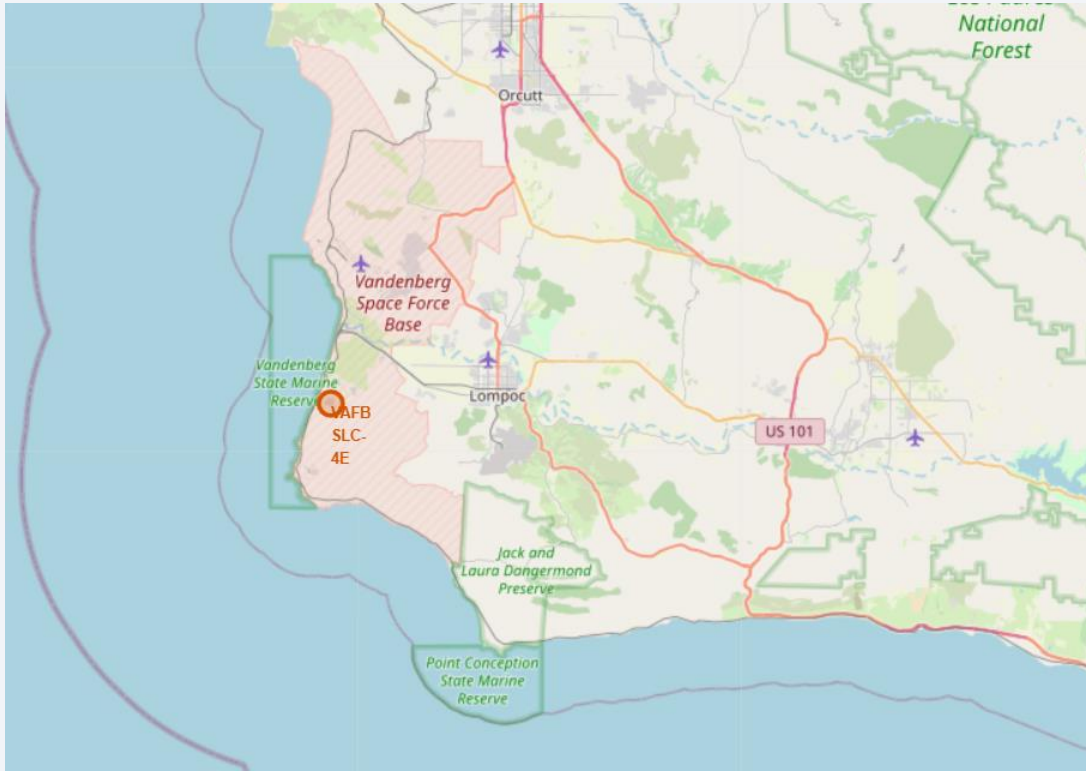 National
Forest
Orcutt
Vandenberg
Space Force
Base
Vandenberg
State Marine
Reserve
VAFB
SLC-
4E
Lompoc
US 101
Jack and
Laura Dangermond
Preserve
Point Conception
State Marine
Reserve